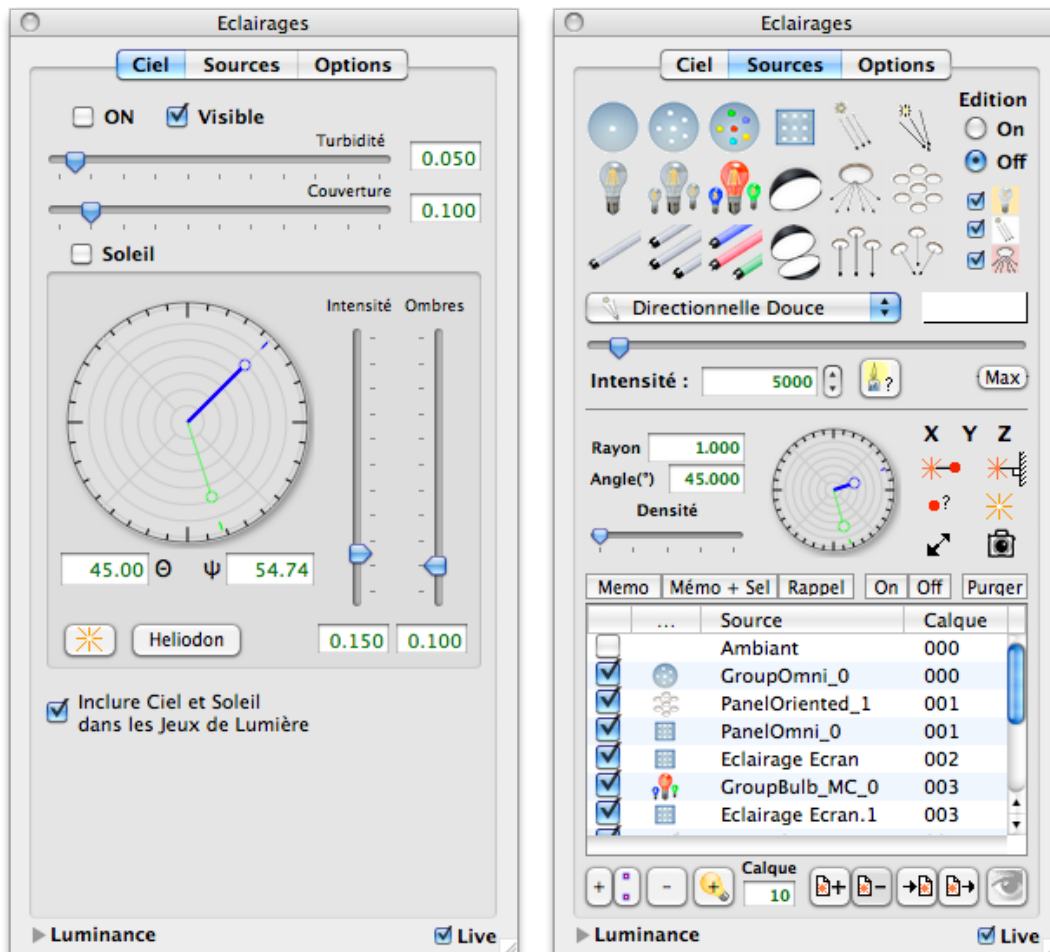 Eclairages
Ciel Sources Options
ON Visible
Turbidité
0.050
Couverture
0.100
Soleil
Intensité Ombres
45.00 Θ Ψ 54.74
Heliodon 0.150 0.100
Inclure Ciel et Soleil
dans les Jeux de Lumière
Luminance Live
Eclairages
Ciel Sources Options
Edition
On
Off
Directionnelle Douce
Intensité : 5000 ? Max
X Y Z
Rayon 1.000
Angle(°) 45.000
Densité
?
Memo Mémo + Sel Rappel On Off Purger
... Source Calque
Ambiant 000
GroupOmni_0 000
PanelOriented_1 001
PanelOmni_0 001
Eclairage Ecran 002
GroupBulb_MC_0 003
Eclairage Ecran.1 003
Calque
+ - + 10 + -
Luminance Live